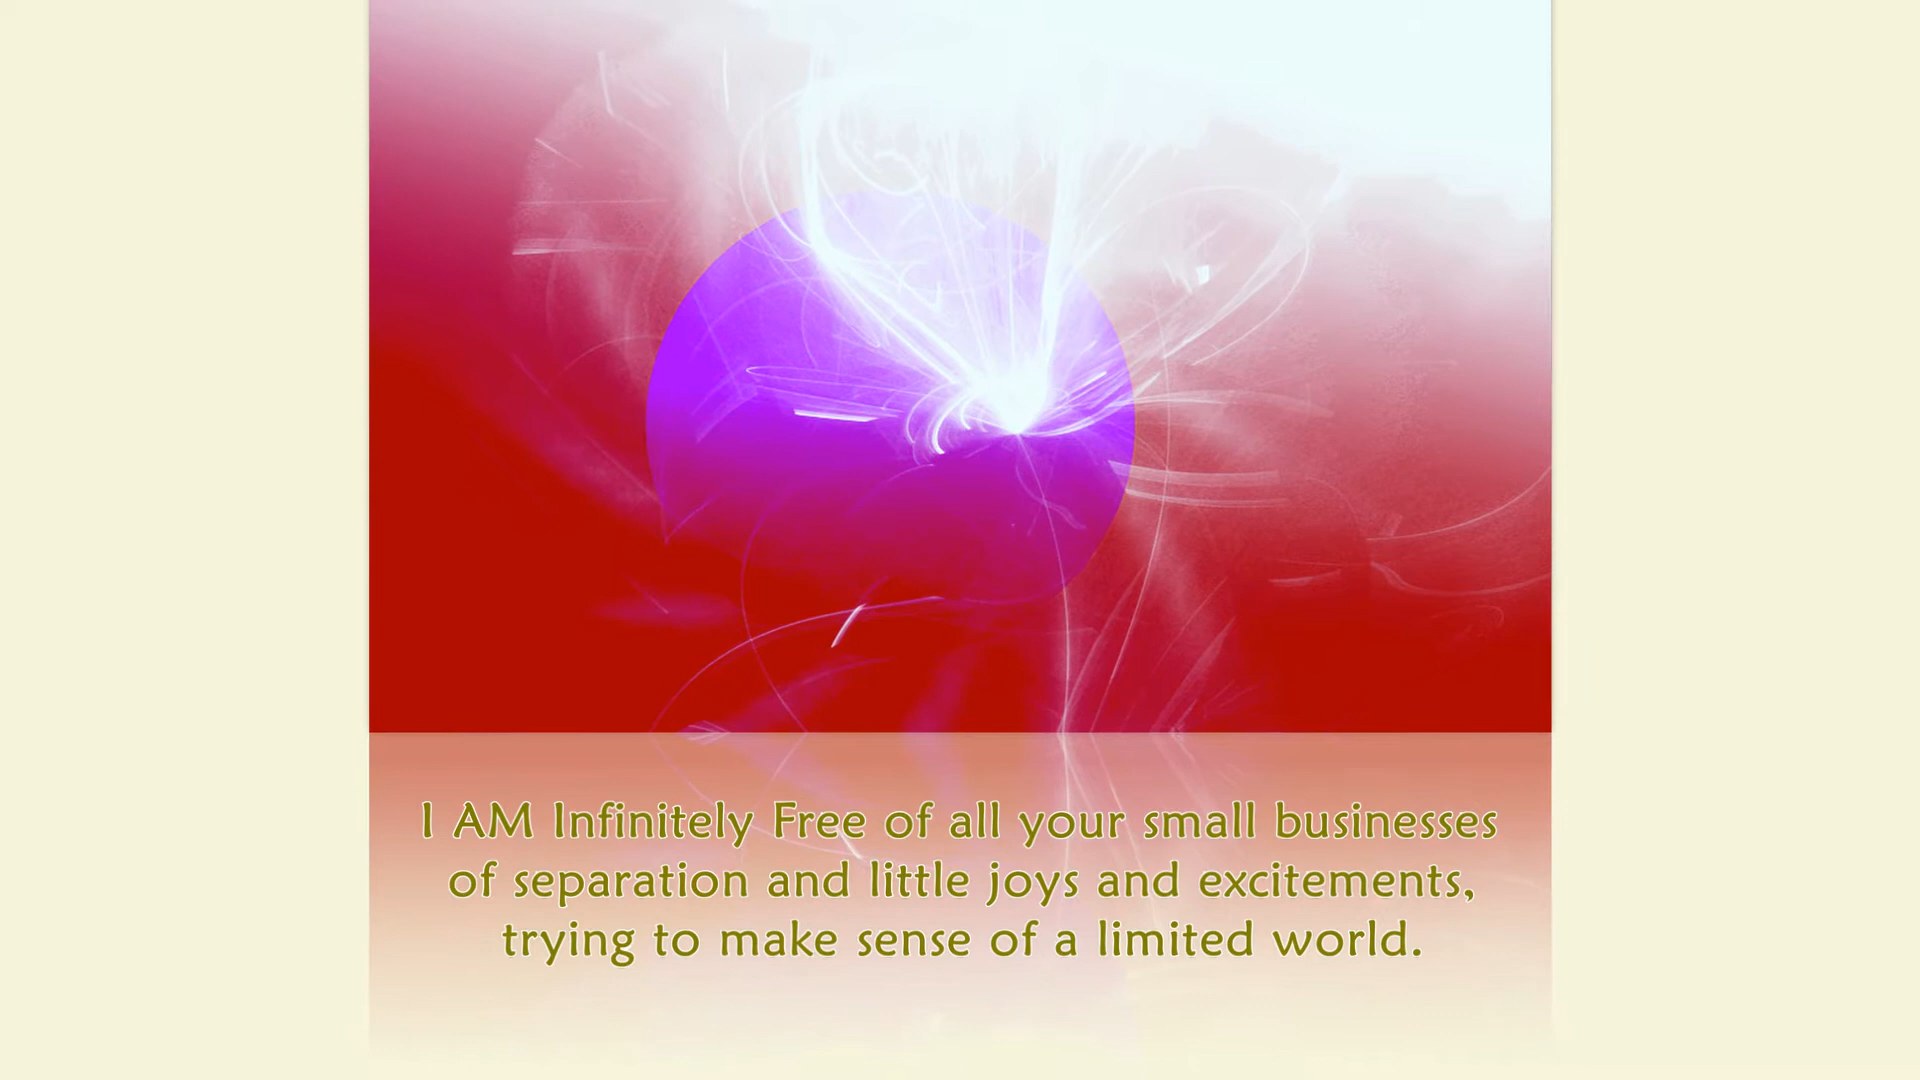 I AM Infinitely Free of all your small businesses
of separation and little joys and excitements,
trying to make sense of a limited world.